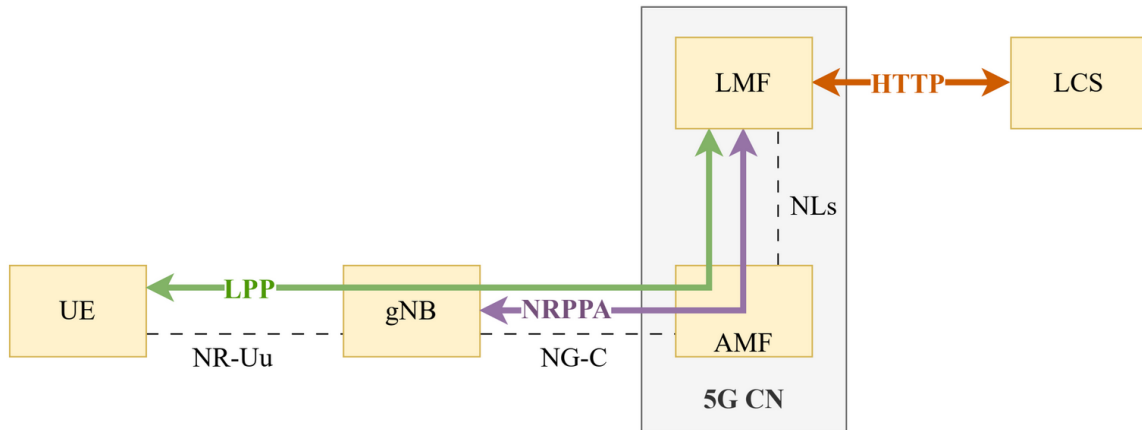 LMF
HTTP
LCS
NLs
UE
LPP
gNB
NRPPA
AMF
NR-Uu
NG-C
5G CN